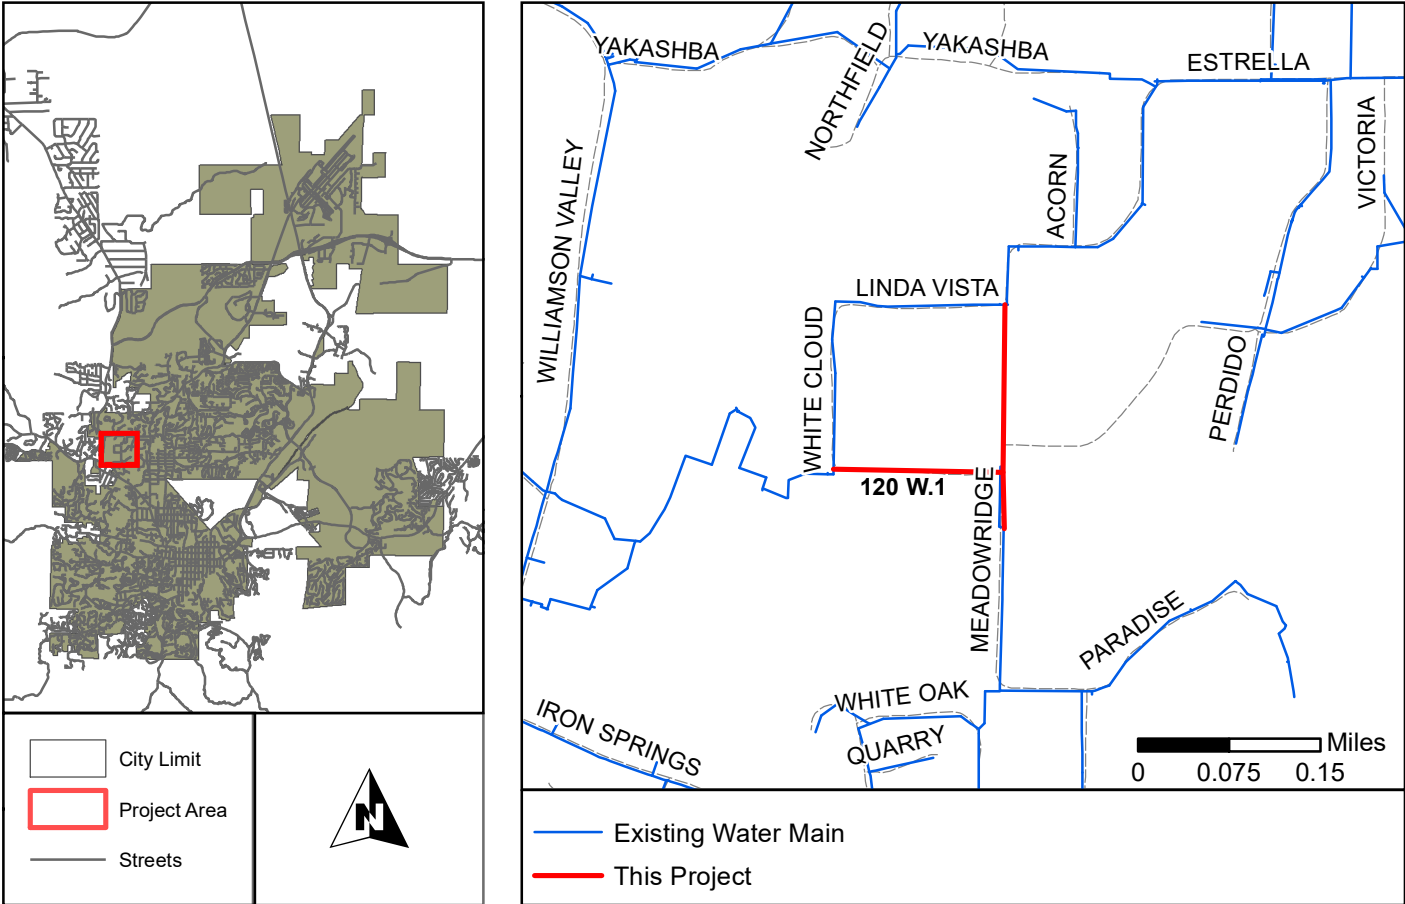 City Limit
Project Area
Streets
N
YAKASHBA
NORTHFIELD
YAKASHBA
ESTRELLA
VICTORIA
ACORN
WILLIAMSON VALLEY
LINDA VISTA
WHITE CLOUD
PERDIDO
120 W.1
MEADOWRIDGE
PARADISE
WHITE OAK
QUARRY
IRON SPRINGS
Miles
0 0.075 0.15
Existing Water Main
This Project